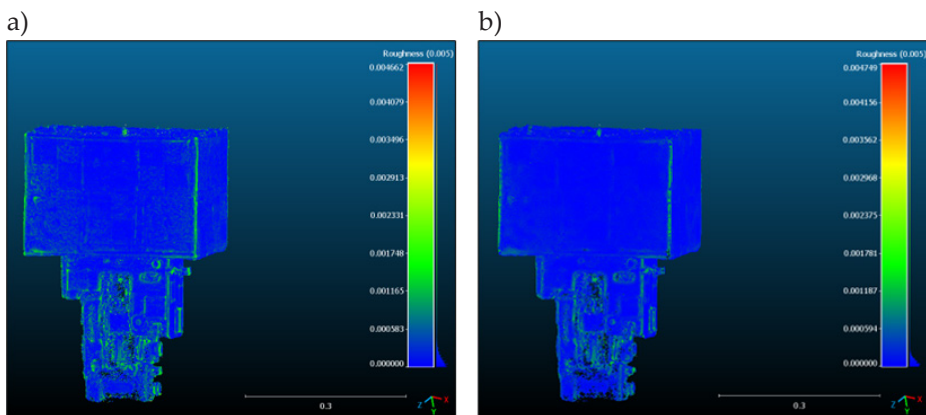 a)
Roughness (0.005)
0.004662
0.004079
0.003496
0.002913
0.002331
0.001748
0.001165
0.000583
0.000000
0.3
X
Z
Y
b)
Roughness (0.005)
0.004749
0.004156
0.003562
0.002968
0.002375
0.001781
0.001187
0.000594
0.000000
0.3
X
Z
Y